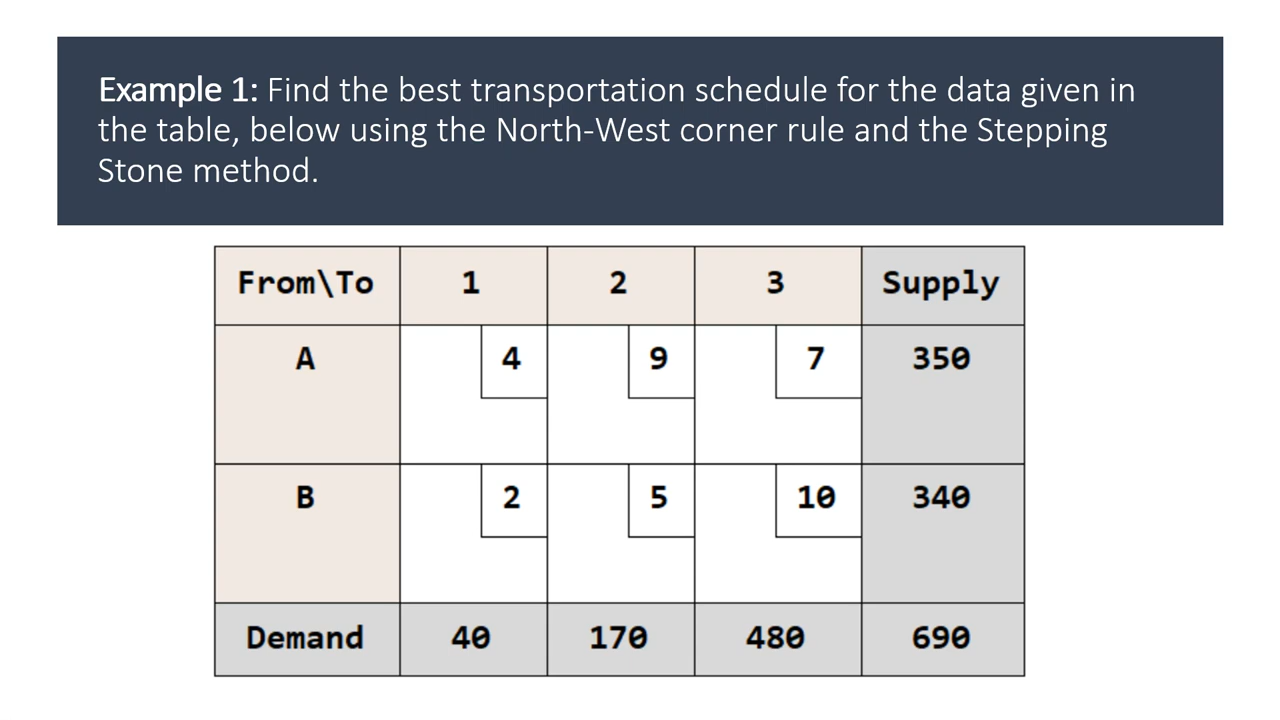 Example 1: Find the best transportation schedule for the data given in
the table, below using the North-West corner rule and the Stepping
Stone method.
From\To 1 2 3 Supply
A 4 9 7 350
B 2 5 10 340
Demand 40 170 480 690